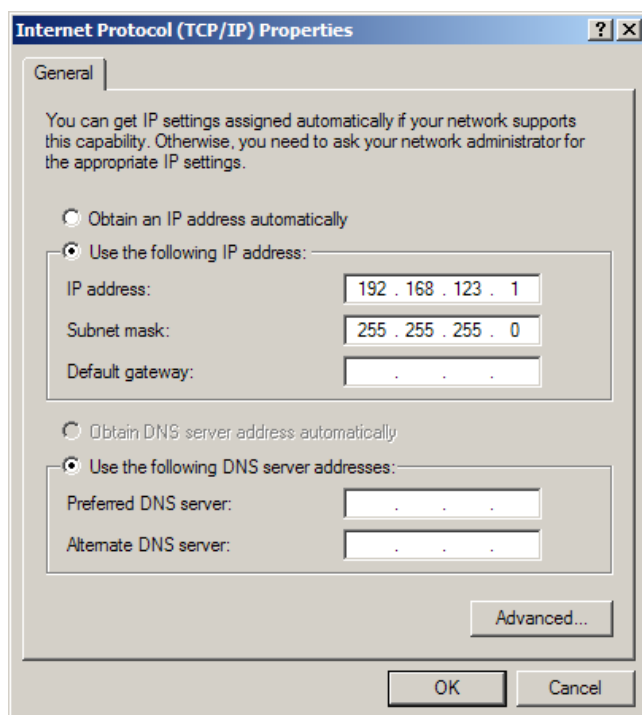 Internet Protocol (TCP/IP) Properties
General
You can get IP settings assigned automatically if your network supports
this capability. Otherwise, you need to ask your network administrator for
the appropriate IP settings.
Obtain an IP address automatically
Use the following IP address:
IP address: 192 . 168 . 123 . 1
Subnet mask: 255 . 255 . 255 . 0
Default gateway: . . .
Obtain DNS server address automatically
Use the following DNS server addresses:
Preferred DNS server: . . .
Alternate DNS server: . . .
Advanced...
OK Cancel